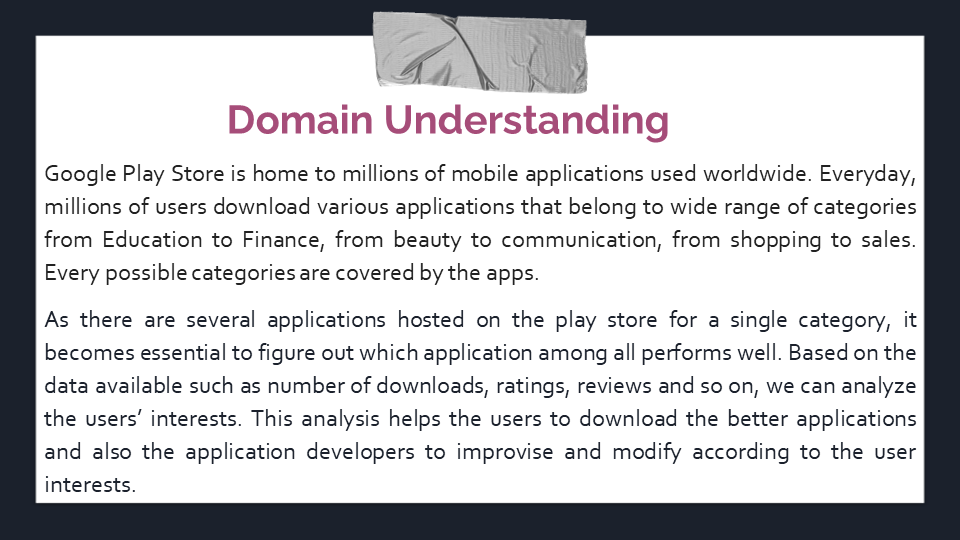 Domain Understanding
Google Play Store is home to millions of mobile applications used worldwide. Everyday,
millions of users download various applications that belong to wide range of categories
from Education to Finance, from beauty to communication, from shopping to sales.
Every possible categories are covered by the apps.
As there are several applications hosted on the play store for a single category, it
becomes essential to figure out which application among all performs well. Based on the
data available such as number of downloads, ratings, reviews and so on, we can analyze
the users’ interests. This analysis helps the users to download the better applications
and also the application developers to improvise and modify according to the user
interests.